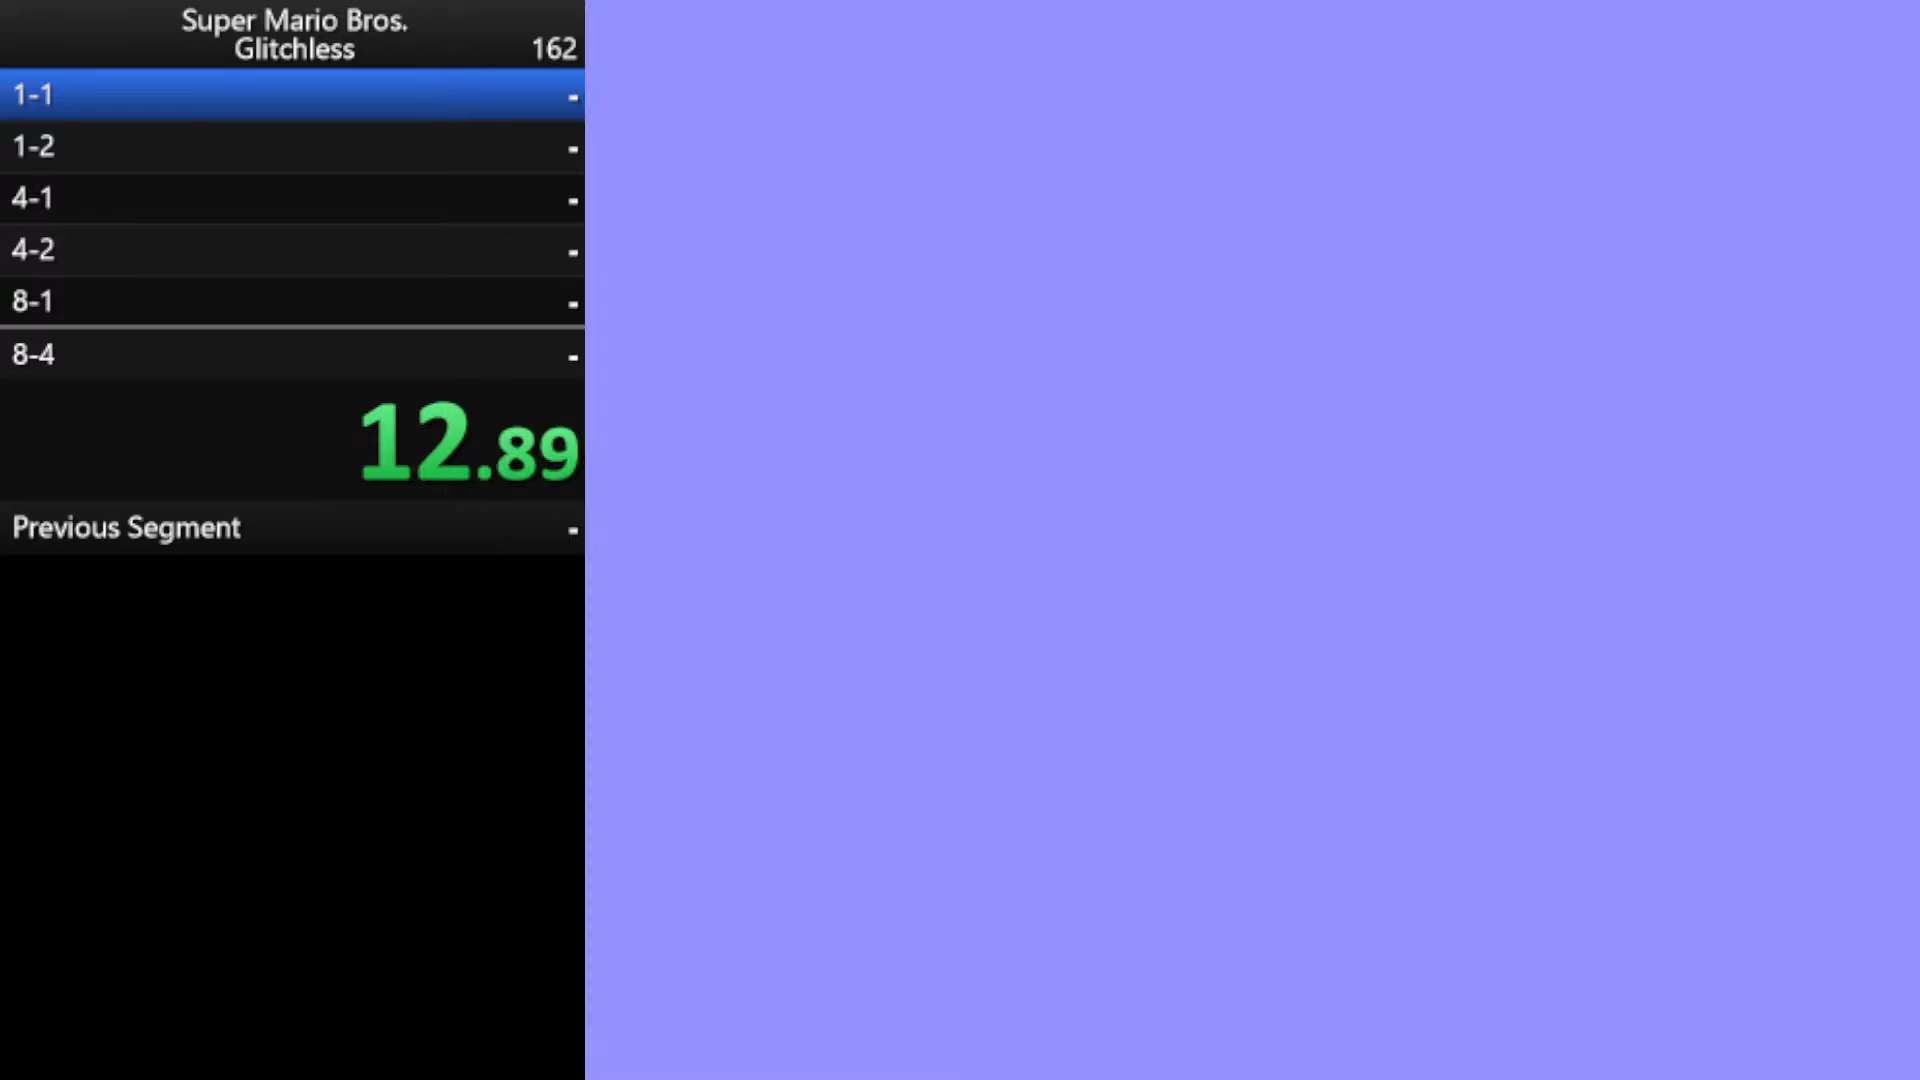 Super Mario Bros.
Glitchless 162
1-1 -
1-2 -
4-1 -
4-2 -
8-1 -
8-4 -
12.89
Previous Segment -